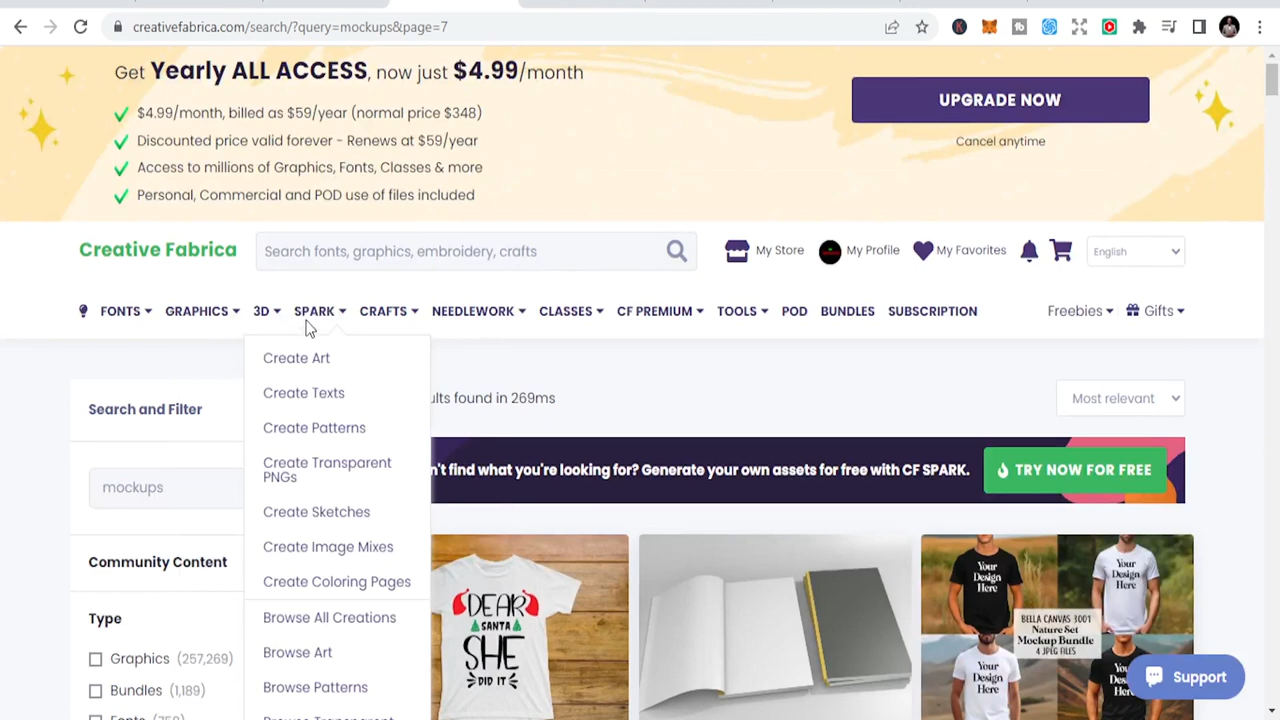 creativefabrica.com/search/?query=mockups&page=7
Get Yearly ALL ACCESS, now just $4.99/month
$4.99/month, billed as $59/year (normal price $348)
Discounted price valid forever - Renews at $59/year
Access to millions of Graphics, Fonts, Classes & more
Personal, Commercial and POD use of files included
UPGRADE NOW
Cancel anytime
Creative Fabrica
Search fonts, graphics, embroidery, crafts
My Store
My Profile
My Favorites
English
FONTS
GRAPHICS
3D
SPARK
CRAFTS
NEEDLEWORK
CLASSES
CF PREMIUM
TOOLS
POD
BUNDLES
SUBSCRIPTION
Freebies
Gifts
Create Art
Create Texts
Create Patterns
Create Transparent
PNGs
Create Sketches
Create Image Mixes
Create Coloring Pages
Browse All Creations
Browse Art
Browse Patterns
Search and Filter
mockups
Community Content
Type
Graphics (257,269)
Bundles (1,189)
found in 269ms
Most relevant
find what you're looking for? Generate your own assets for free with CF SPARK.
TRY NOW FOR FREE
DEAR
SANTA
SHE
DID IT
Your
Design
Here
Your
Design
Here
BELLA CANVAS 3001
Nature Set
Mockup Bundle
4 JPEG FILES
Your
Design
Here
Your
Design
Here
Support